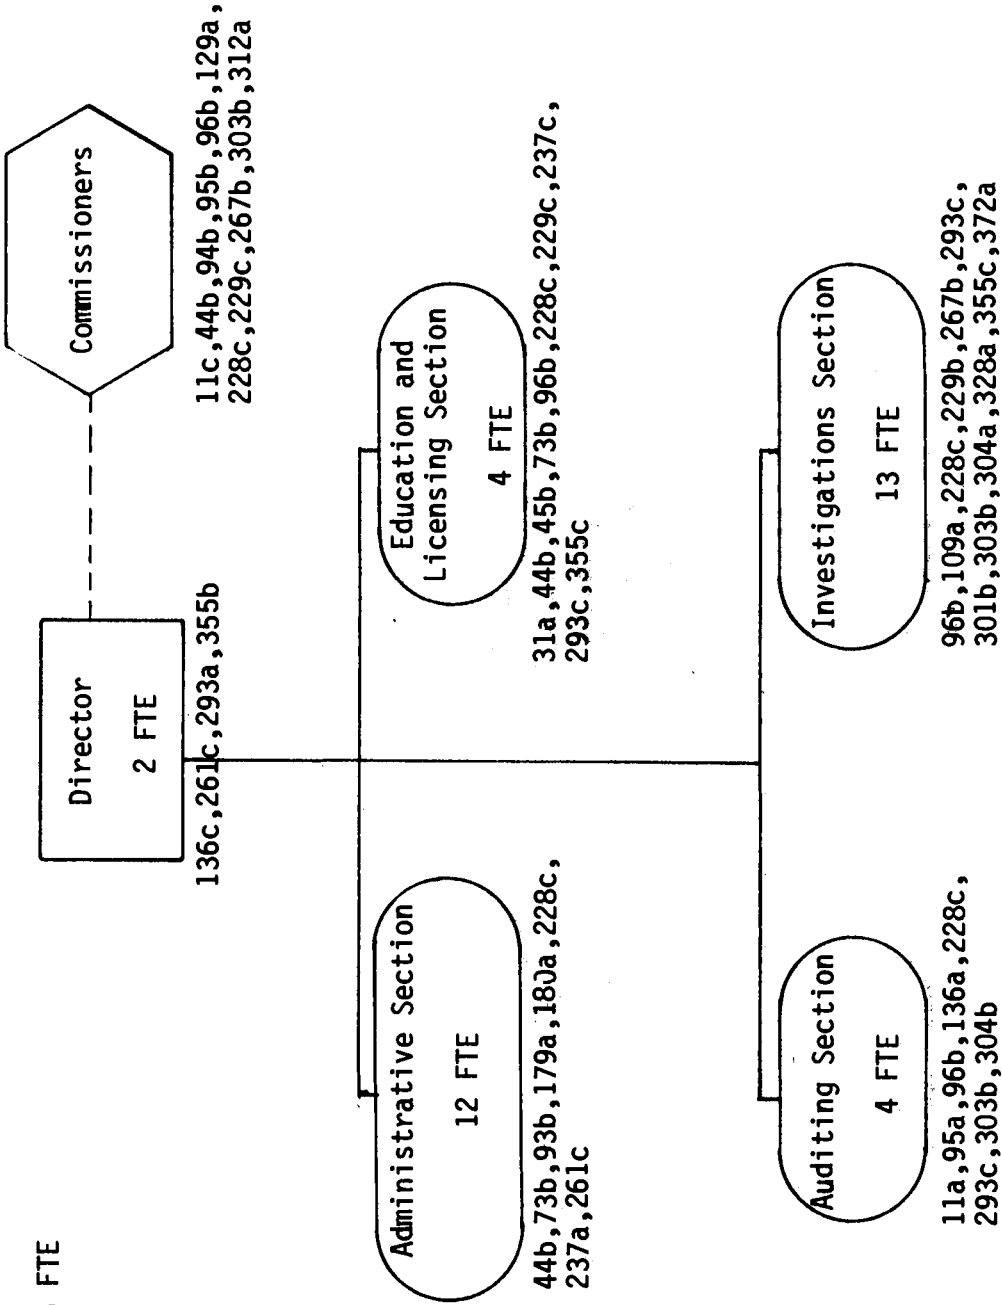 FTE
Commissioners
11c,44b,94b,95b,96b,129a,
228c,229c,267b,303b,312a
Director
2 FTE
136c,261c,293a,355b
Administrative Section
12 FTE
44b,73b,93b,179a,180a,228c,
237a,261c
Education and
Licensing Section
4 FTE
31a,44b,45b,73b,96b,228c,229c,237c,
293c,355c
Auditing Section
4 FTE
11a,95a,96b,136a,228c,
293c,303b,304b
Investigations Section
13 FTE
96b,109a,228c,229b,267b,293c,
301b,303b,304a,328a,355c,372a